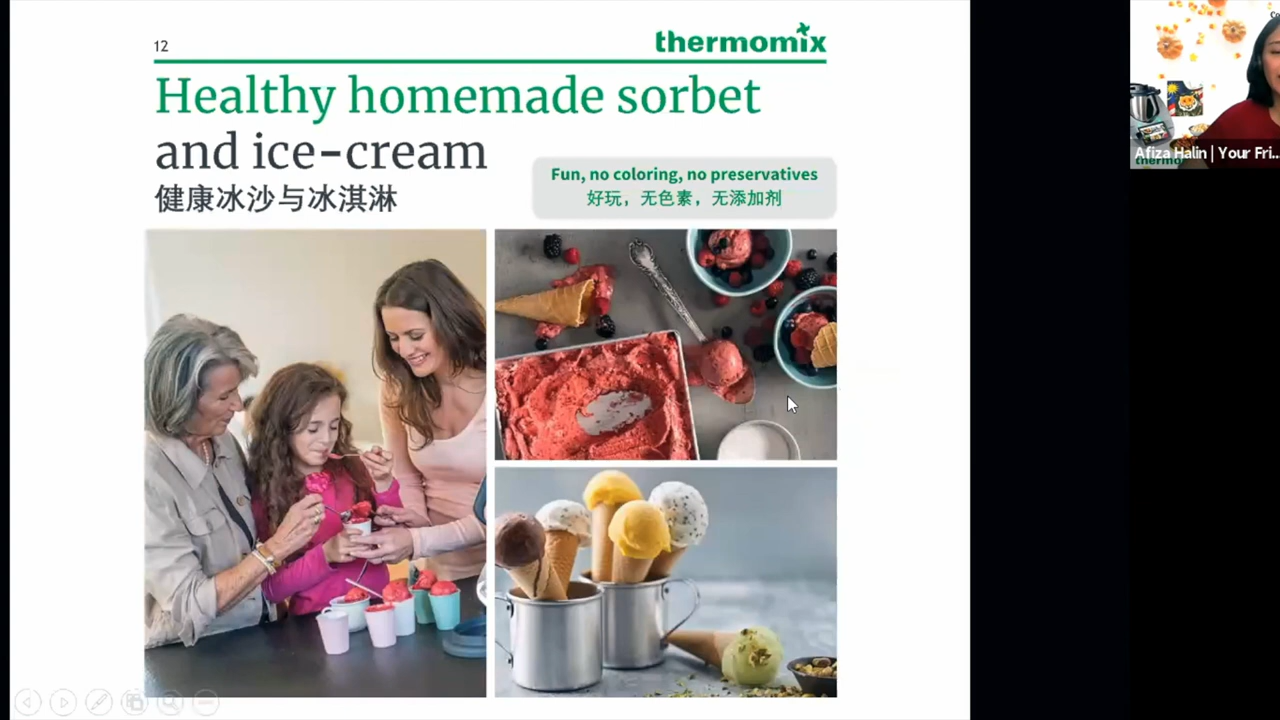 12
thermomix
Healthy homemade sorbet
and ice-cream
健康冰沙与冰淇淋
Fun, no coloring, no preservatives
好玩，无色素，无添加剂
Afiza Halin | Your Fri...
thermo